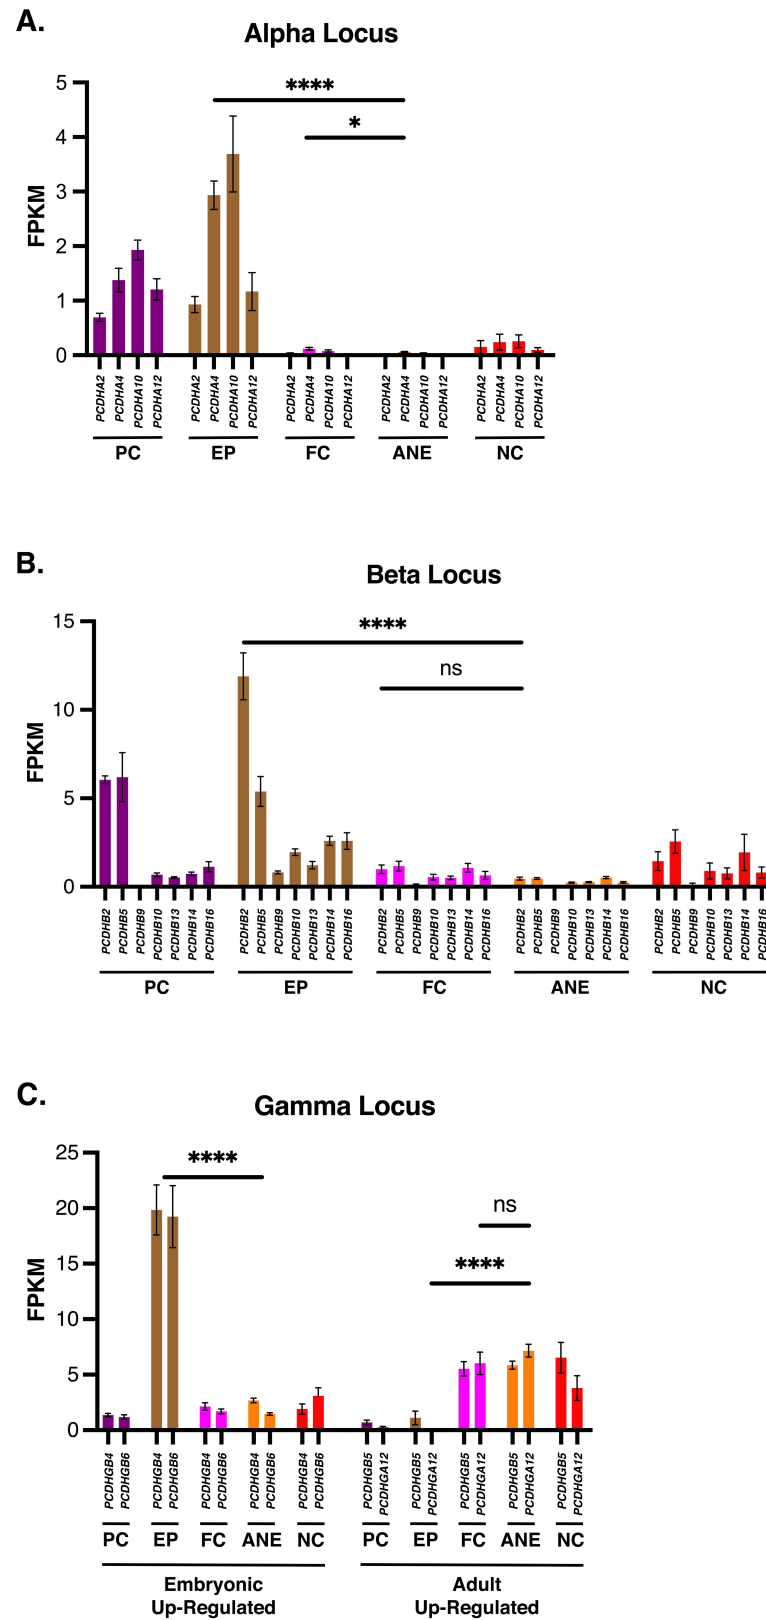 A.
Alpha Locus
FPKM
5
4
3
2
1
0
****
*
PCDHA2
PCDHA4
PCDHA10
PCDHA12
PCDHA2
PCDHA4
PCDHA10
PCDHA12
PCDHA2
PCDHA4
PCDHA10
PCDHA12
PCDHA2
PCDHA4
PCDHA10
PCDHA12
PCDHA2
PCDHA4
PCDHA10
PCDHA12
PC EP FC ANE NC
B.
Beta Locus
FPKM
15
10
5
0
****
ns
PCDHB2
PCDHB5
PCDHB9
PCDHB10
PCDHB13
PCDHB14
PCDHB16
PCDHB2
PCDHB5
PCDHB9
PCDHB10
PCDHB13
PCDHB14
PCDHB16
PCDHB2
PCDHB5
PCDHB9
PCDHB10
PCDHB13
PCDHB14
PCDHB16
PCDHB2
PCDHB5
PCDHB9
PCDHB10
PCDHB13
PCDHB14
PCDHB16
PCDHB2
PCDHB5
PCDHB9
PCDHB10
PCDHB13
PCDHB14
PCDHB16
PC EP FC ANE NC
C.
Gamma Locus
FPKM
25
20
15
10
5
0
****
ns
****
PCDHGB4
PCDHGB6
PCDHGB4
PCDHGB6
PCDHGB4
PCDHGB6
PCDHGB4
PCDHGB6
PCDHGB4
PCDHGB6
PCDHGB5
PCDHGA12
PCDHGB5
PCDHGA12
PCDHGB5
PCDHGA12
PCDHGB5
PCDHGA12
PCDHGB5
PCDHGA12
PC EP FC ANE NC PC EP FC ANE NC
Embryonic
Up-Regulated
Adult
Up-Regulated